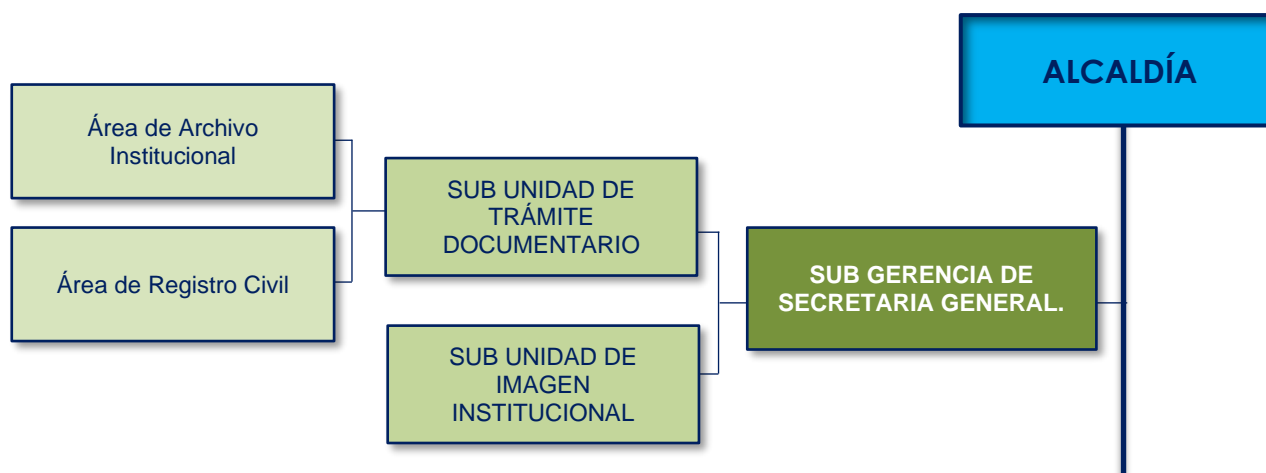 ALCALDÍA
Área de Archivo
Institucional
SUB UNIDAD DE
TRÁMITE
DOCUMENTARIO
Área de Registro Civil
SUB GERENCIA DE
SECRETARIA GENERAL.
SUB UNIDAD DE
IMAGEN
INSTITUCIONAL